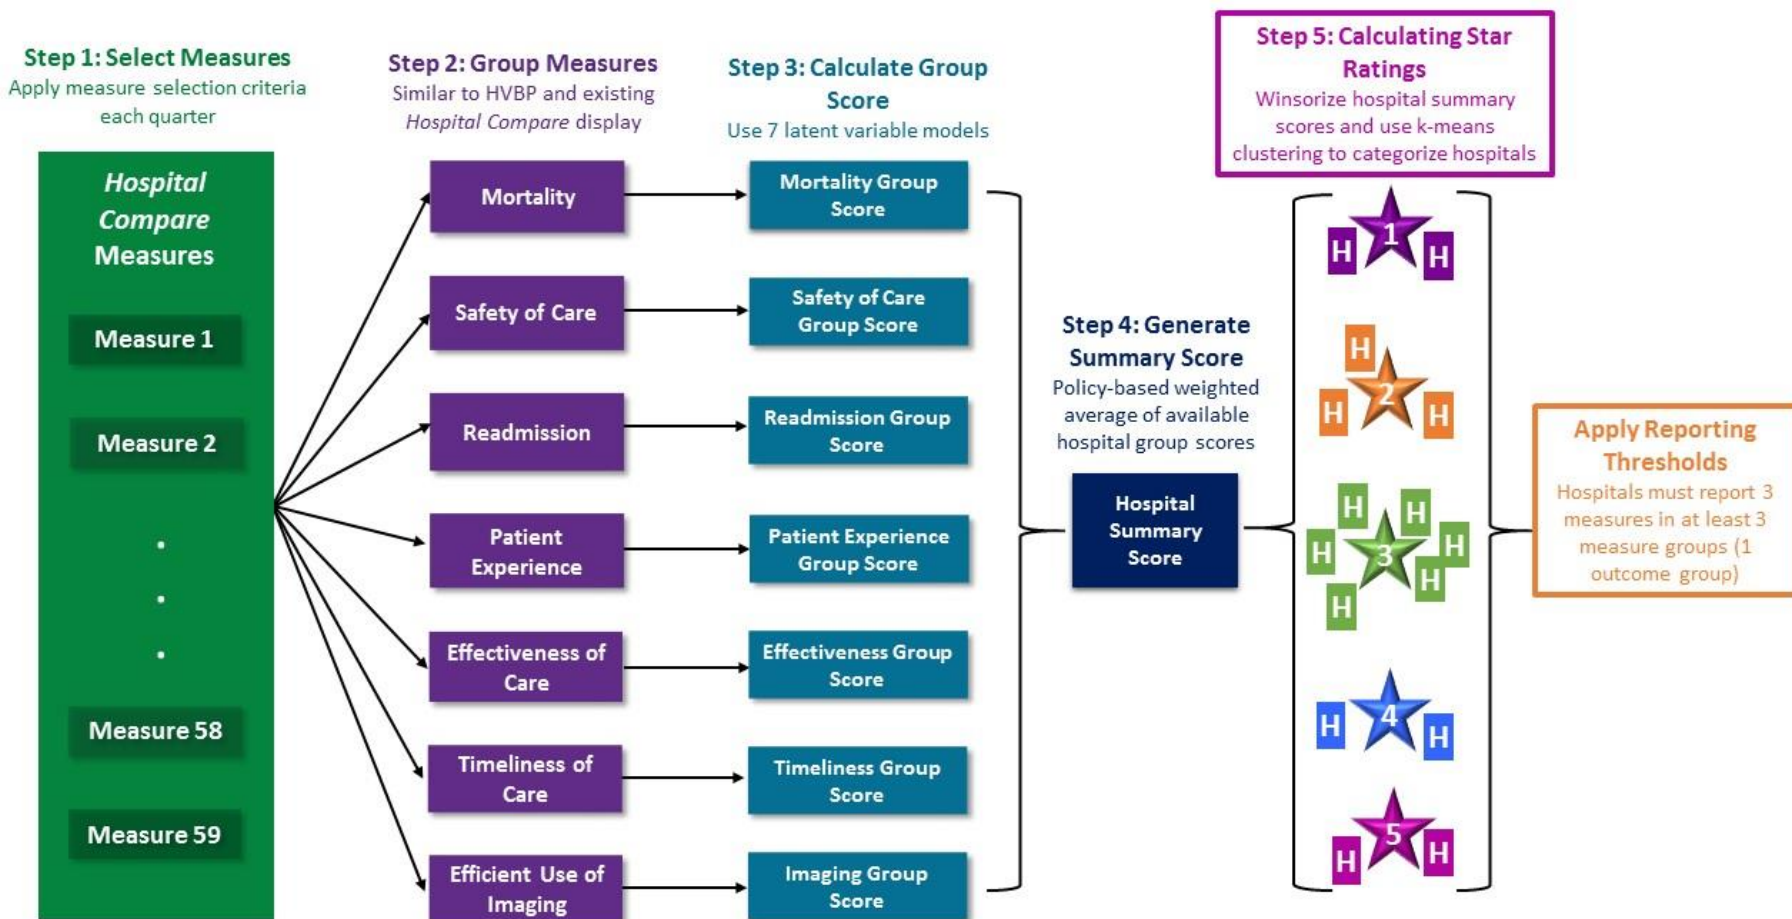 Step 1: Select Measures
Apply measure selection criteria
each quarter
Hospital
Compare
Measures
Measure 1
Measure 2
.
.
.
Measure 58
Measure 59
Step 2: Group Measures
Similar to HVBP and existing
Hospital Compare display
Mortality
Safety of Care
Readmission
Patient
Experience
Effectiveness of
Care
Timeliness of
Care
Efficient Use of
Imaging
Step 3: Calculate Group
Score
Use 7 latent variable models
Mortality Group
Score
Safety of Care
Group Score
Readmission Group
Score
Patient Experience
Group Score
Effectiveness Group
Score
Timeliness Group
Score
Imaging Group
Score
Step 4: Generate
Summary Score
Policy-based weighted
average of available
hospital group scores
Hospital
Summary
Score
Step 5: Calculating Star
Ratings
Winsorize hospital summary
scores and use k-means
clustering to categorize hospitals
1
H H
H
2
H H
H H
H 3 H
H H
4
H H
5
H H
Apply Reporting
Thresholds
Hospitals must report 3
measures in at least 3
measure groups (1
outcome group)